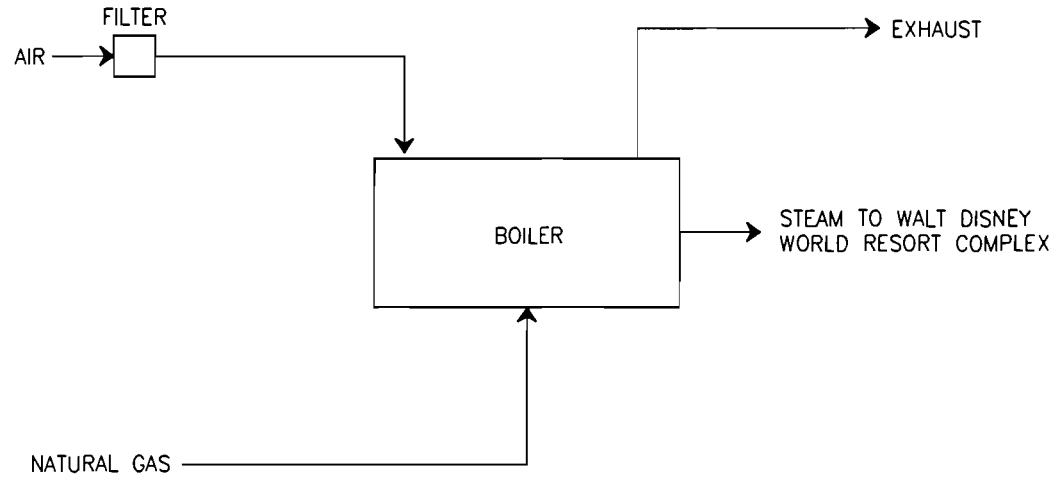 FILTER
AIR
EXHAUST
BOILER
STEAM TO WALT DISNEY
WORLD RESORT COMPLEX
NATURAL GAS